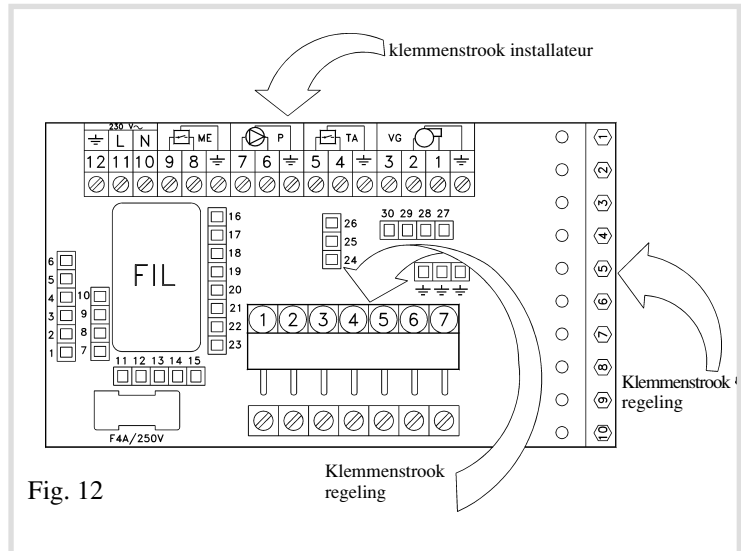 klemmenstrook installateur
230 V~
L N ME P TA VG
12 11 10 9 8 7 6 5 4 3 2 1
16
17
18
19
20
21
22
23
26
25
24
30 29 28 27
6
5
4
3
2
1
10
9
8
7
FIL
11 12 13 14 15
F4A/250V
1 2 3 4 5 6 7
1
2
3
4
5
6
7
8
9
10
Klemmenstrook
regeling
Klemmenstrook
regeling
Fig. 12